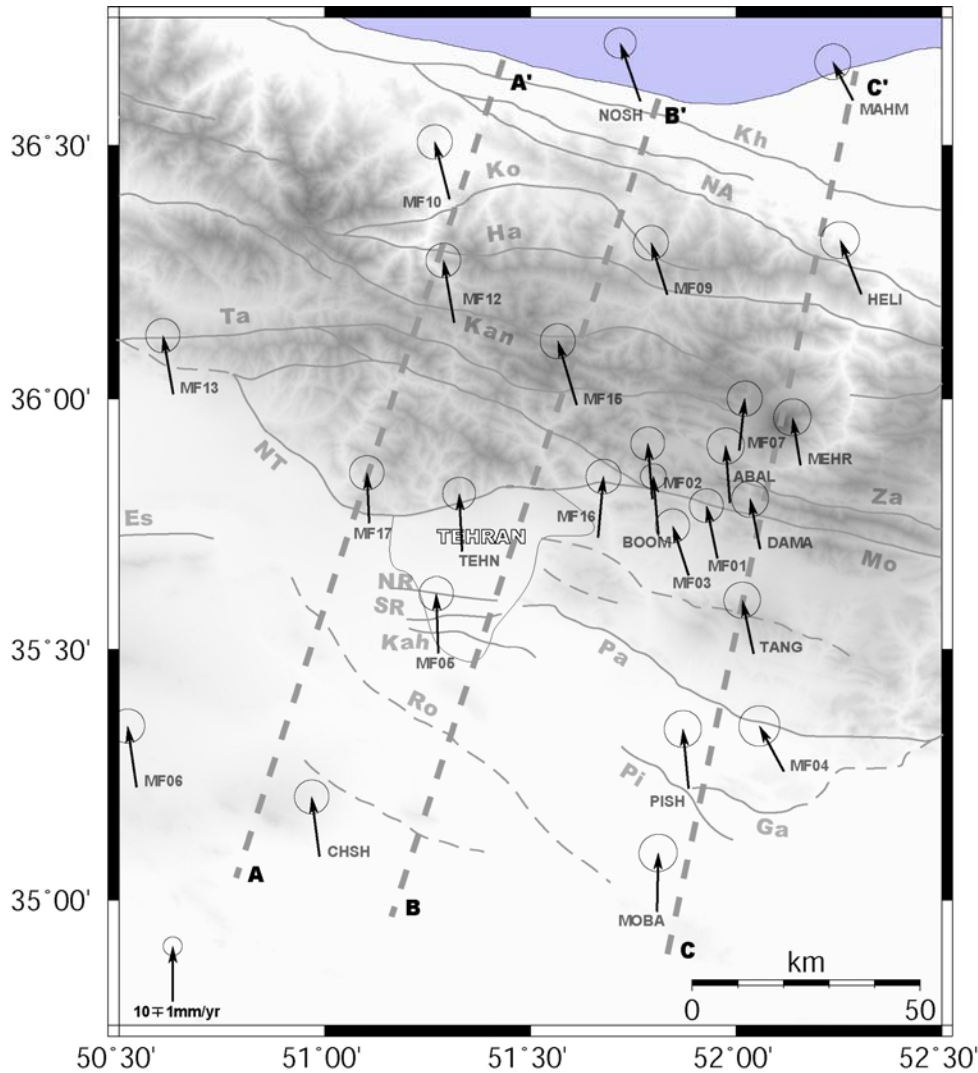 A'
NOSH
B'
C'
MAHM
Kh
36°30'
Ko
NA
MF10
Ha
MF09
HELI
MF12
Ta
Kan
MF13
MF15
36°00'
NT
MF07
MEHR
MF02
ABAL
Za
MF17
MF16
Es
TEHRAN
BOOM
DAMA
TEHN
MF01
Mo
MF03
NR
SR
Kah
TANG
35°30'
MF05
Pa
Ro
MF04
MF06
Pi
PISH
Ga
CHSH
A
35°00'
B
MOBA
C
km
10∓1mm/yr
0 50
50°30' 51°00' 51°30' 52°00' 52°30'